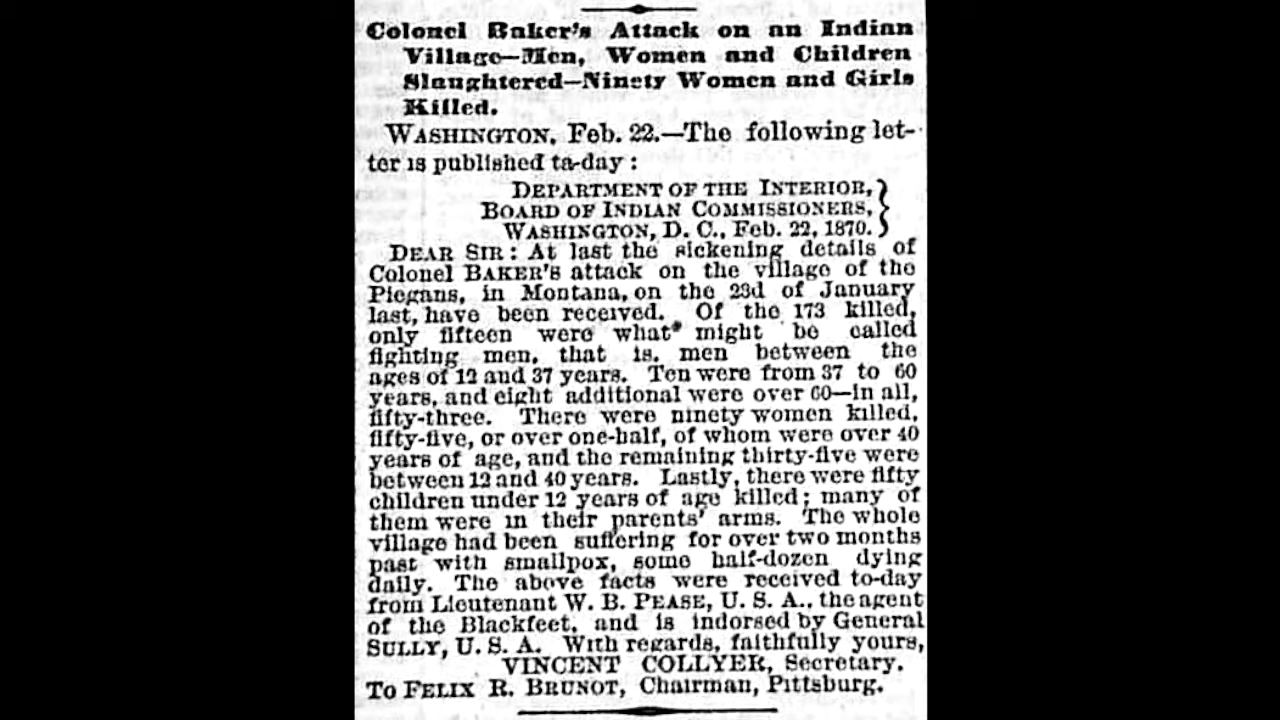 Colonel Baker's Attack on an Indian
Village—Men, Women and Children
Slaughtered—Ninety Women and Girls
Killed.
WASHINGTON, Feb. 22.—The following let-
ter is published to-day :
DEPARTMENT OF THE INTERIOR,
BOARD OF INDIAN COMMISSIONERS,
WASHINGTON, D. C., Feb. 22, 1870.
DEAR SIR : At last the sickening details of
Colonel BAKER'S attack on the village of the
Piegans, in Montana, on the 23d of January
last, have been received. Of the 173 killed,
only fifteen were what might be called
fighting men, that is, men between the
ages of 12 and 37 years. Ten were from 37 to 60
years, and eight additional were over 60—in all,
fifty-three. There were ninety women killed,
fifty-five, or over one-half, of whom were over 40
years of age, and the remaining thirty-five were
between 12 and 40 years. Lastly, there were fifty
children under 12 years of age killed; many of
them were in their parents' arms. The whole
village had been suffering for over two months
past with smallpox, some half-dozen dying
daily. The above facts were received to-day
from Lieutenant W. B. PEASE, U. S. A., the agent
of the Blackfeet, and is indorsed by General
SULLY, U. S. A. With regards, faithfully yours,
VINCENT COLLYER, Secretary.
To FELIX R. BRUNOT, Chairman, Pittsburg.